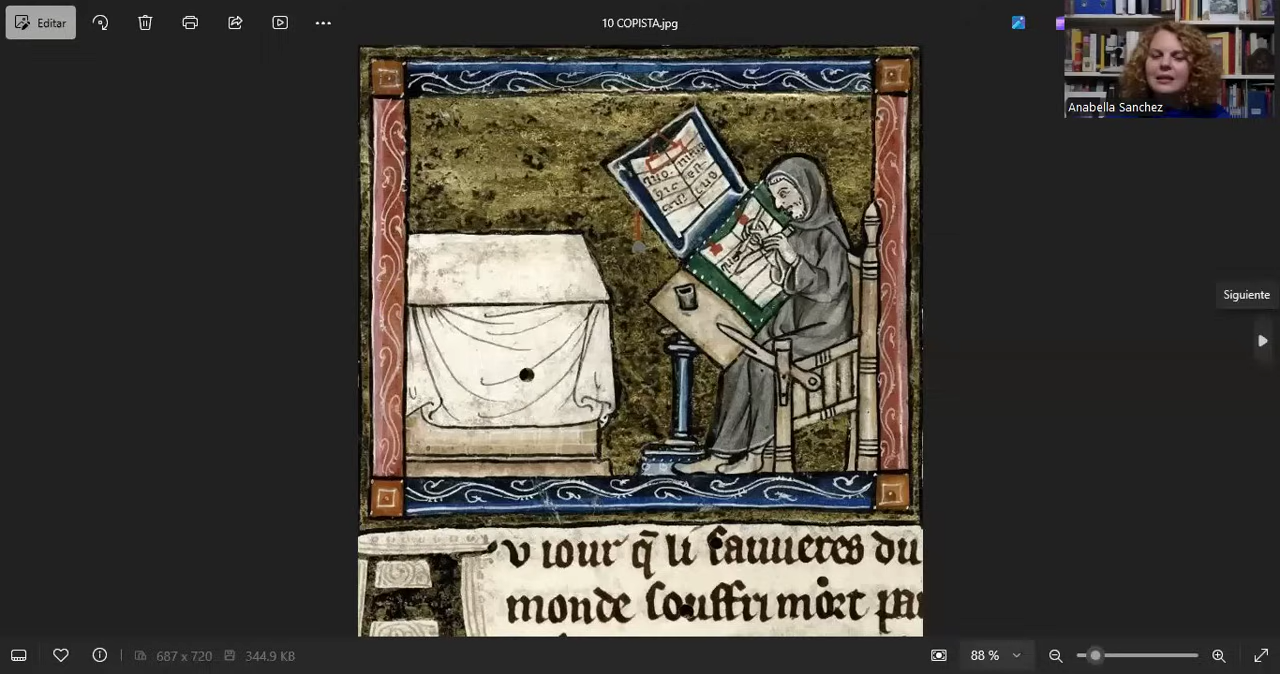 Editar
10 COPISTA.jpg
Anabella Sanchez
Siguiente
v iour q̃ li sauueres du
monde souffri mort par
687 x 720
344.9 KB
88 %